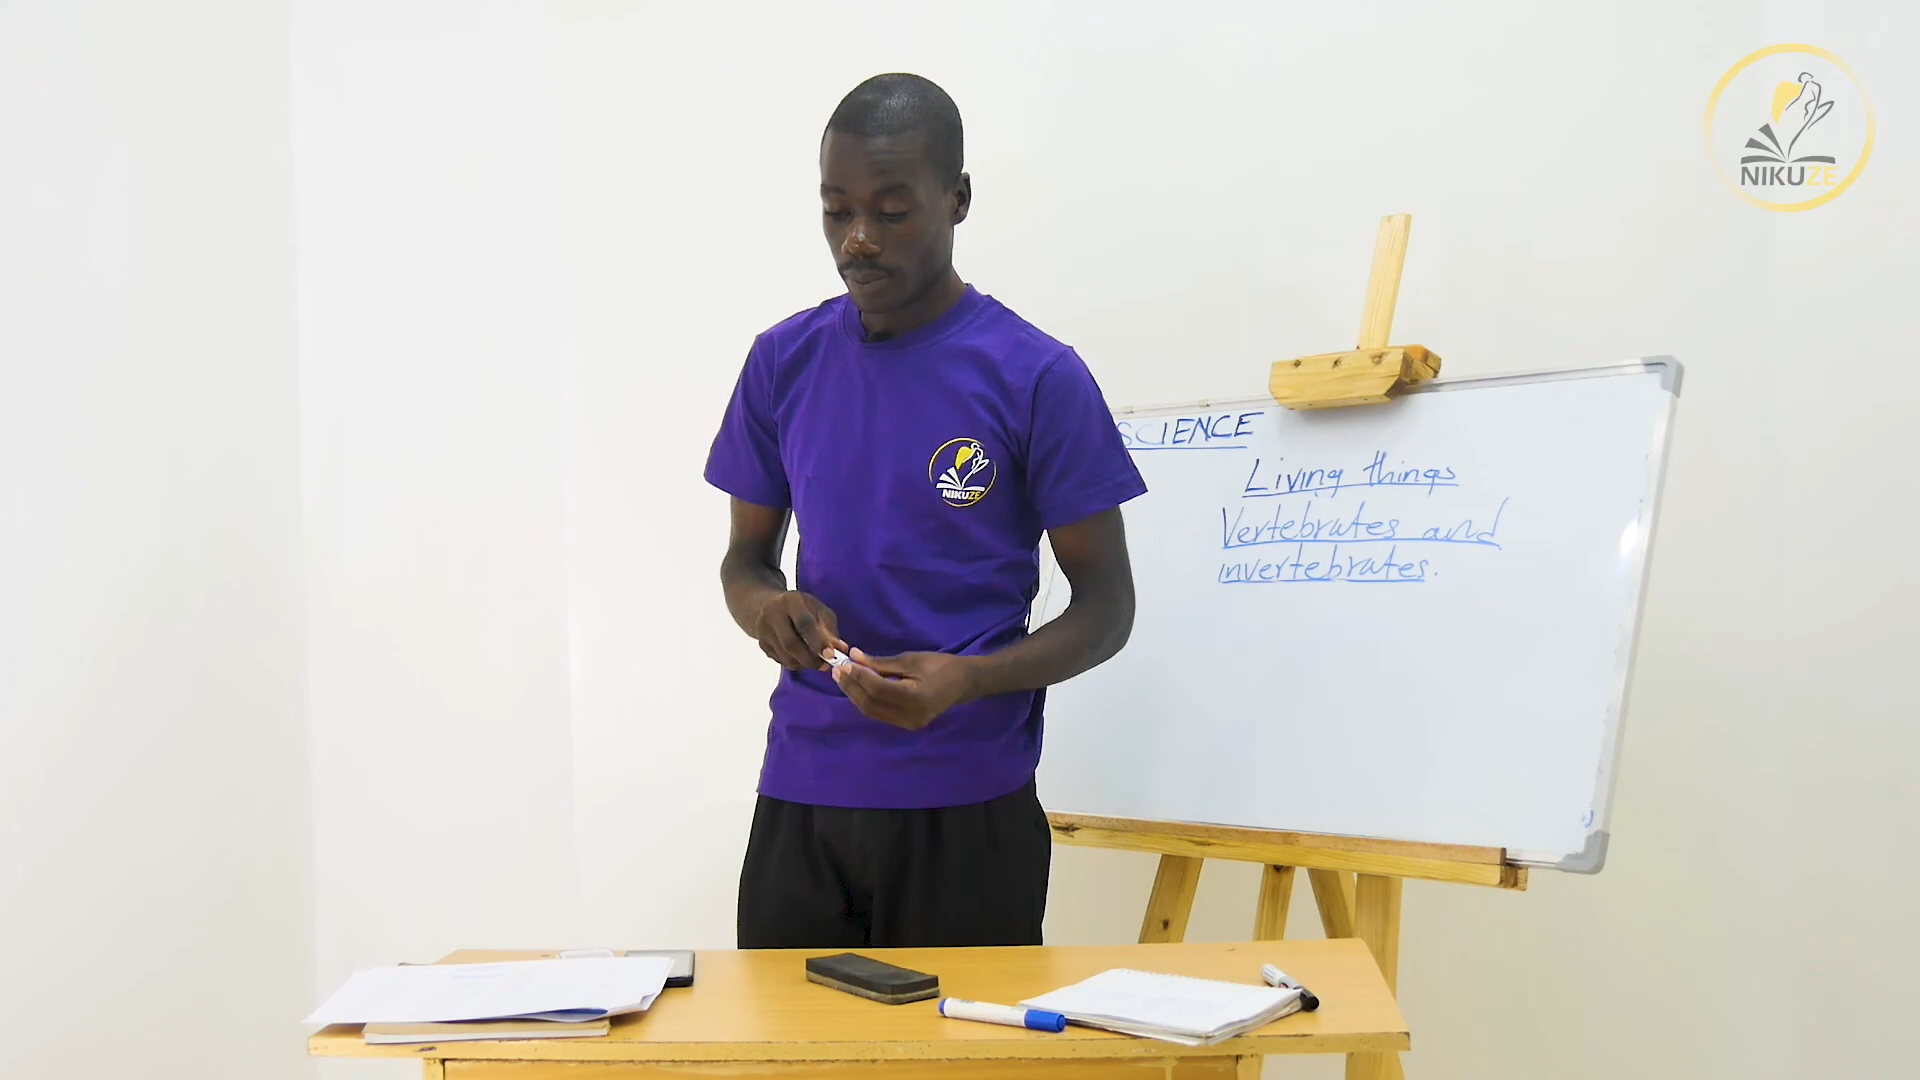 NIKUZE
SCIENCE
Living things
Vertebrates and
invertebrates.
NIKUZE